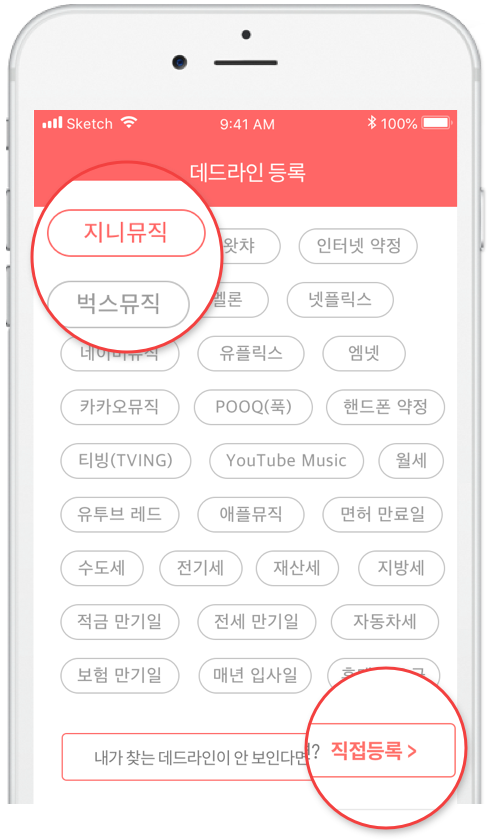 Sketch 9:41 AM 100%
데드라인 등록
지니뮤직 왓챠 인터넷 약정
벅스뮤직 멜론 넷플릭스
네이버뮤직 유플릭스 엠넷
카카오뮤직 POOQ(푹) 핸드폰 약정
티빙(TVING) YouTube Music 월세
유투브 레드 애플뮤직 면허 만료일
수도세 전기세 재산세 지방세
적금 만기일 전세 만기일 자동차세
보험 만기일 매년 입사일
내가 찾는 데드라인이 안 보인다면? 직접등록 >